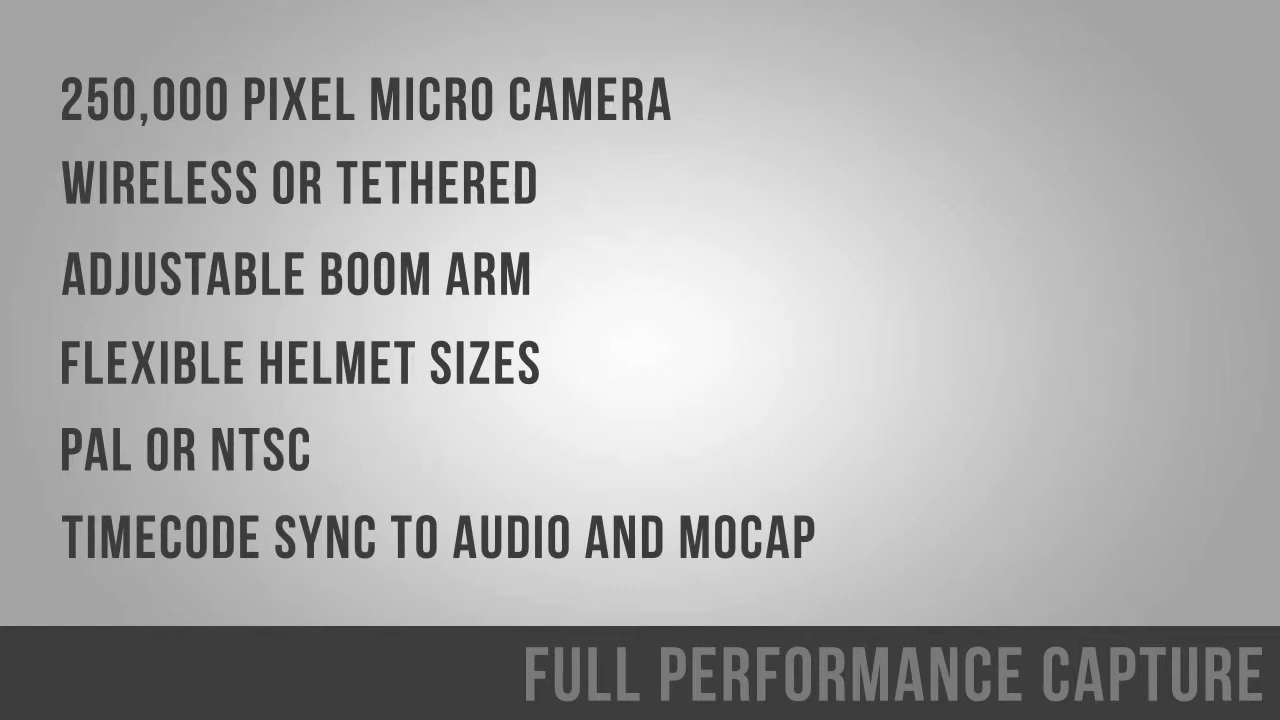 250,000 PIXEL MICRO CAMERA
WIRELESS OR TETHERED
ADJUSTABLE BOOM ARM
FLEXIBLE HELMET SIZES
PAL OR NTSC
TIMECODE SYNC TO AUDIO AND MOCAP
FULL PERFORMANCE CAPTURE